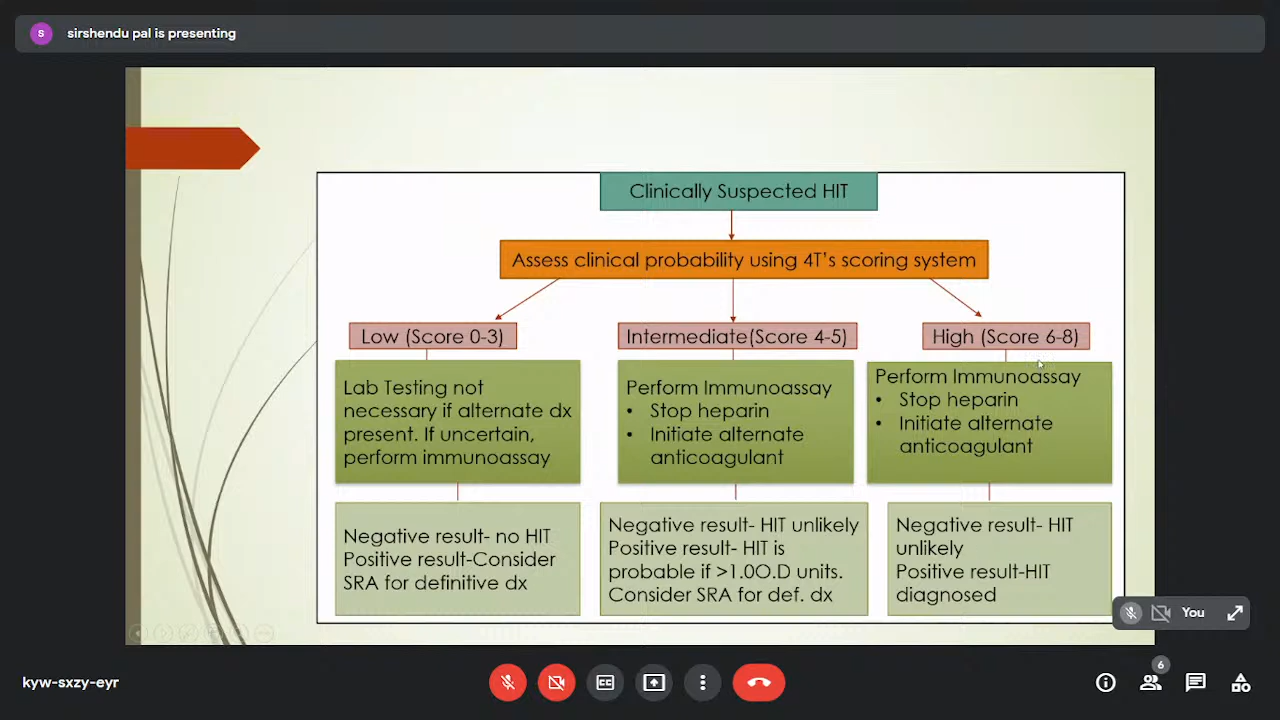 S
sirshendu pal is presenting
Clinically Suspected HIT
Assess clinical probability using 4T's scoring system
Low (Score 0-3)
Intermediate(Score 4-5)
High (Score 6-8)
Lab Testing not
necessary if alternate dx
present. If uncertain,
perform immunoassay
Perform Immunoassay
• Stop heparin
• Initiate alternate
anticoagulant
Perform Immunoassay
• Stop heparin
• Initiate alternate
anticoagulant
Negative result- no HIT
Positive result-Consider
SRA for definitive dx
Negative result- HIT unlikely
Positive result- HIT is
probable if >1.0O.D units.
Consider SRA for def. dx
Negative result- HIT
unlikely
Positive result-HIT
diagnosed
You
kyw-sxzy-eyr
CC
6